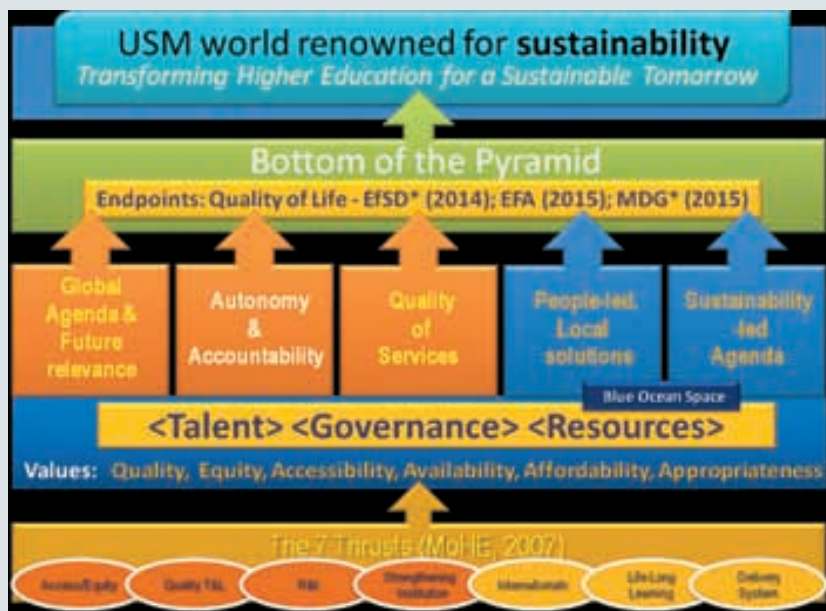 USM world renowned for sustainability
Transforming Higher Education for a Sustainable Tomorrow
Bottom of the Pyramid
Endpoints: Quality of Life - EfSD* (2014); EFA (2015); MDG* (2015)
Global
Agenda &
Future
relevance
Autonomy
&
Accountability
Quality
of
Services
People-led,
Local
solutions
Sustainability
-led
Agenda
Blue Ocean Space
<Talent> <Governance> <Resources>
Values: Quality, Equity, Accessibility, Availability, Affordability, Appropriateness
The 7 Thrusts (MoHE, 2007)
Access/Equity
Quality T&L
R&I
Strengthening
Institution
Internationals
Life Long
Learning
Delivery
System